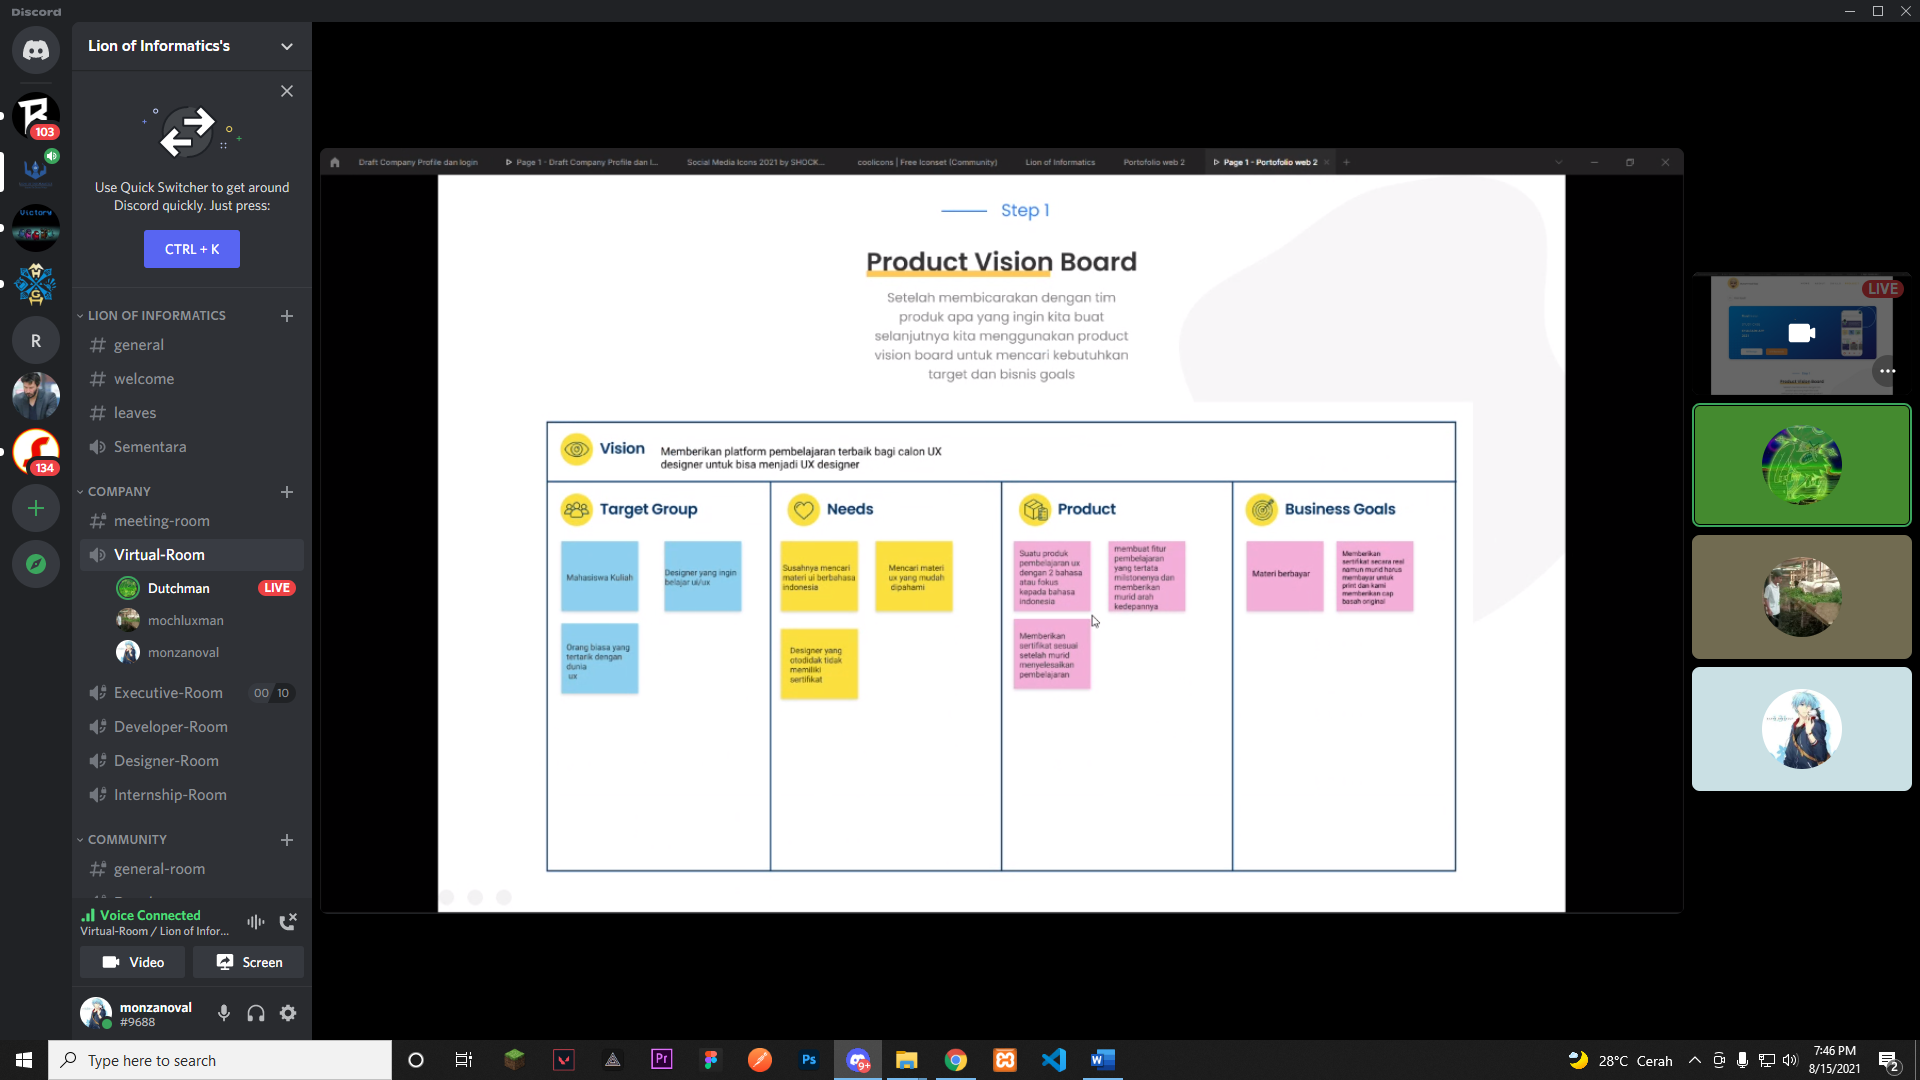 Discord
Lion of Informatics's
Use Quick Switcher to get around
Discord quickly. Just press:
CTRL + K
103
Victory
R
134
LION OF INFORMATICS
general
welcome
leaves
Sementara
COMPANY
meeting-room
Virtual-Room
Dutchman
LIVE
mochluxman
monzanoval
Executive-Room
00 10
Developer-Room
Designer-Room
Internship-Room
COMMUNITY
general-room
Voice Connected
Virtual-Room / Lion of Infor...
Video
Screen
monzanoval
#9688
Draft Company Profile dan login
Page 1 - Draft Company Profile dan l...
Social Media Icons 2021 by SHOCK...
coolicons | Free Iconset (Community)
Lion of Informatics
Portofolio web 2
Page 1 - Portofolio web 2
Step 1
Product Vision Board
Setelah membicarakan dengan tim
produk apa yang ingin kita buat
selanjutnya kita menggunakan product
vision board untuk mencari kebutuhkan
target dan bisnis goals
Vision
Memberikan platform pembelajaran terbaik bagi calon UX
designer untuk bisa menjadi UX designer
Target Group
Mahasiswa Kuliah
Designer yang ingin
belajar ui/ux
Orang biasa yang
tertarik dengan
dunia
ux
Needs
Susahnya mencari
materi ui berbahasa
indonesia
Mencari materi
ux yang mudah
dipahami
Designer yang
otodidak tidak
memiliki
sertifikat
Product
Suatu produk
pembelajaran ux
dengan 2 bahasa
atau fokus
kepada bahasa
indonesia
membuat fitur
pembelajaran
yang tertata
milstonenya dan
memberikan
murid arah
kedepannya
Memberikan
sertifikat sesuai
setelah murid
menyelesaikan
pembelajaran
Business Goals
Materi berbayar
Memberikan
sertifikat secara real
namun murid harus
membayar untuk
print dan kami
memberikan cap
basah original
LIVE
Product Vision Board
Type here to search
Pr
Ps
9+
28°C Cerah
7:46 PM
8/15/2021
2